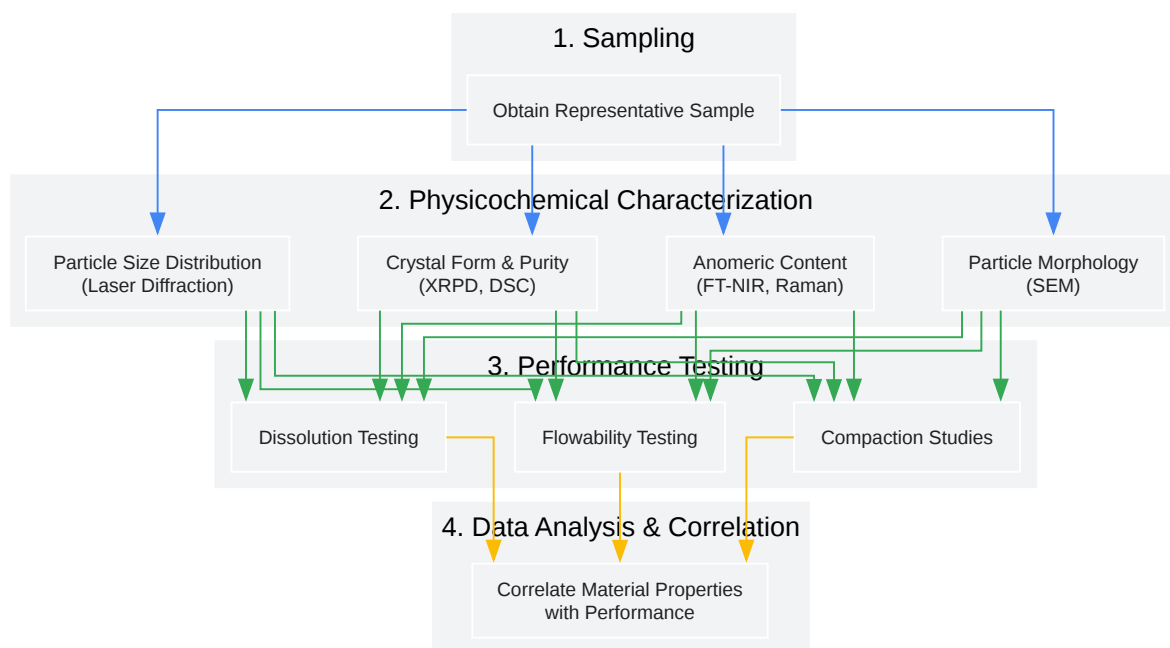 1. Sampling
Obtain Representative Sample
2. Physicochemical Characterization
Particle Size Distribution
(Laser Diffraction)
Crystal Form & Purity
(XRPD, DSC)
Anomeric Content
(FT-NIR, Raman)
Particle Morphology
(SEM)
3. Performance Testing
Dissolution Testing
Flowability Testing
Compaction Studies
4. Data Analysis & Correlation
Correlate Material Properties
with Performance